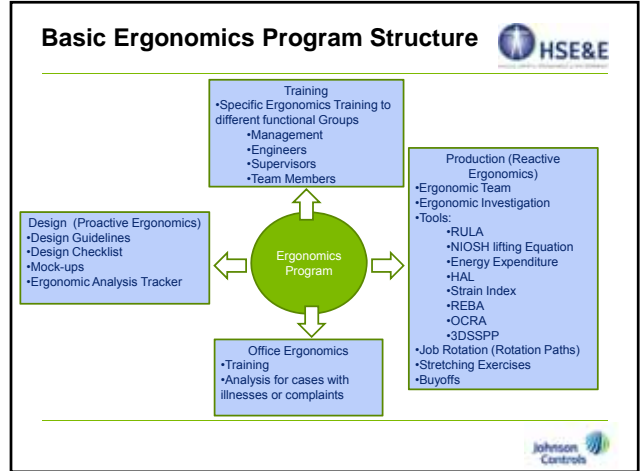 Basic Ergonomics Program Structure
HSE&E
Training
•Specific Ergonomics Training to
different functional Groups
•Management
•Engineers
•Supervisors
•Team Members
Design (Proactive Ergonomics)
•Design Guidelines
•Design Checklist
•Mock-ups
•Ergonomic Analysis Tracker
Ergonomics
Program
Production (Reactive
Ergonomics)
•Ergonomic Team
•Ergonomic Investigation
•Tools:
•RULA
•NIOSH lifting Equation
•Energy Expenditure
•HAL
•Strain Index
•REBA
•OCRA
•3DSSPP
•Job Rotation (Rotation Paths)
•Stretching Exercises
•Buyoffs
Office Ergonomics
•Training
•Analysis for cases with
illnesses or complaints
Johnson
Controls